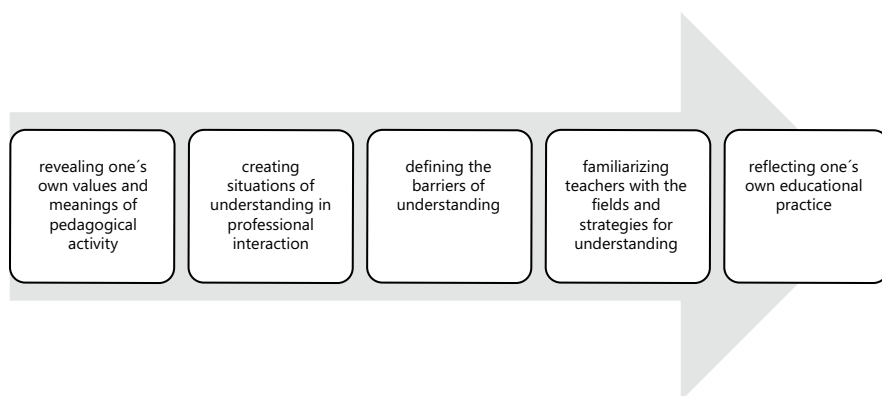 revealing one´s
own values and
meanings of
pedagogical
activity
creating
situations of
understanding in
professional
interaction
defining the
barriers of
understanding
familiarizing
teachers with the
fields and
strategies for
understanding
reflecting one´s
own educational
practice